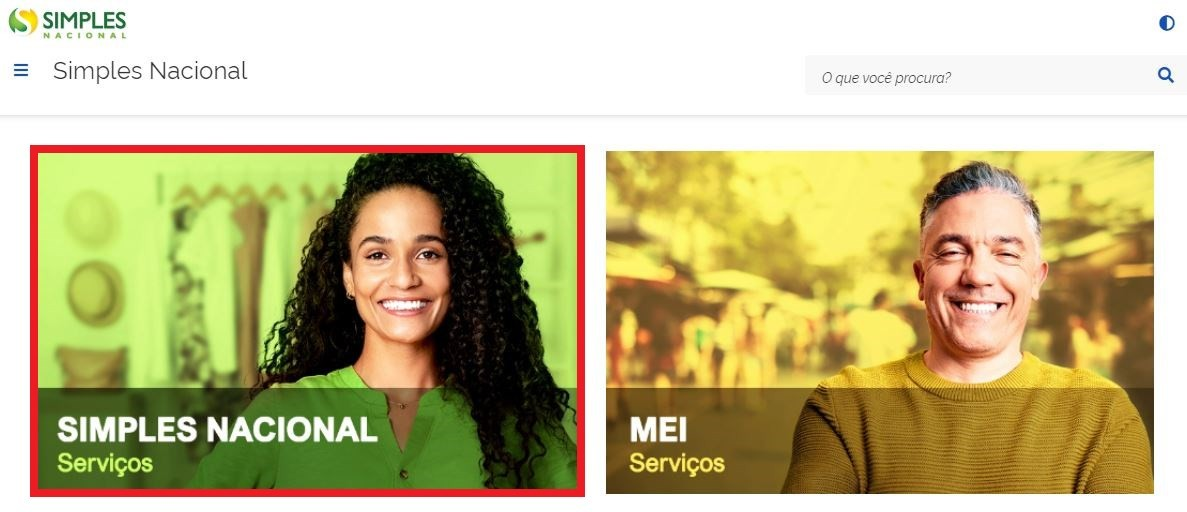 SIMPLES
NACIONAL
Simples Nacional
O que você procura?
SIMPLES NACIONAL
Serviços
MEI
Serviços